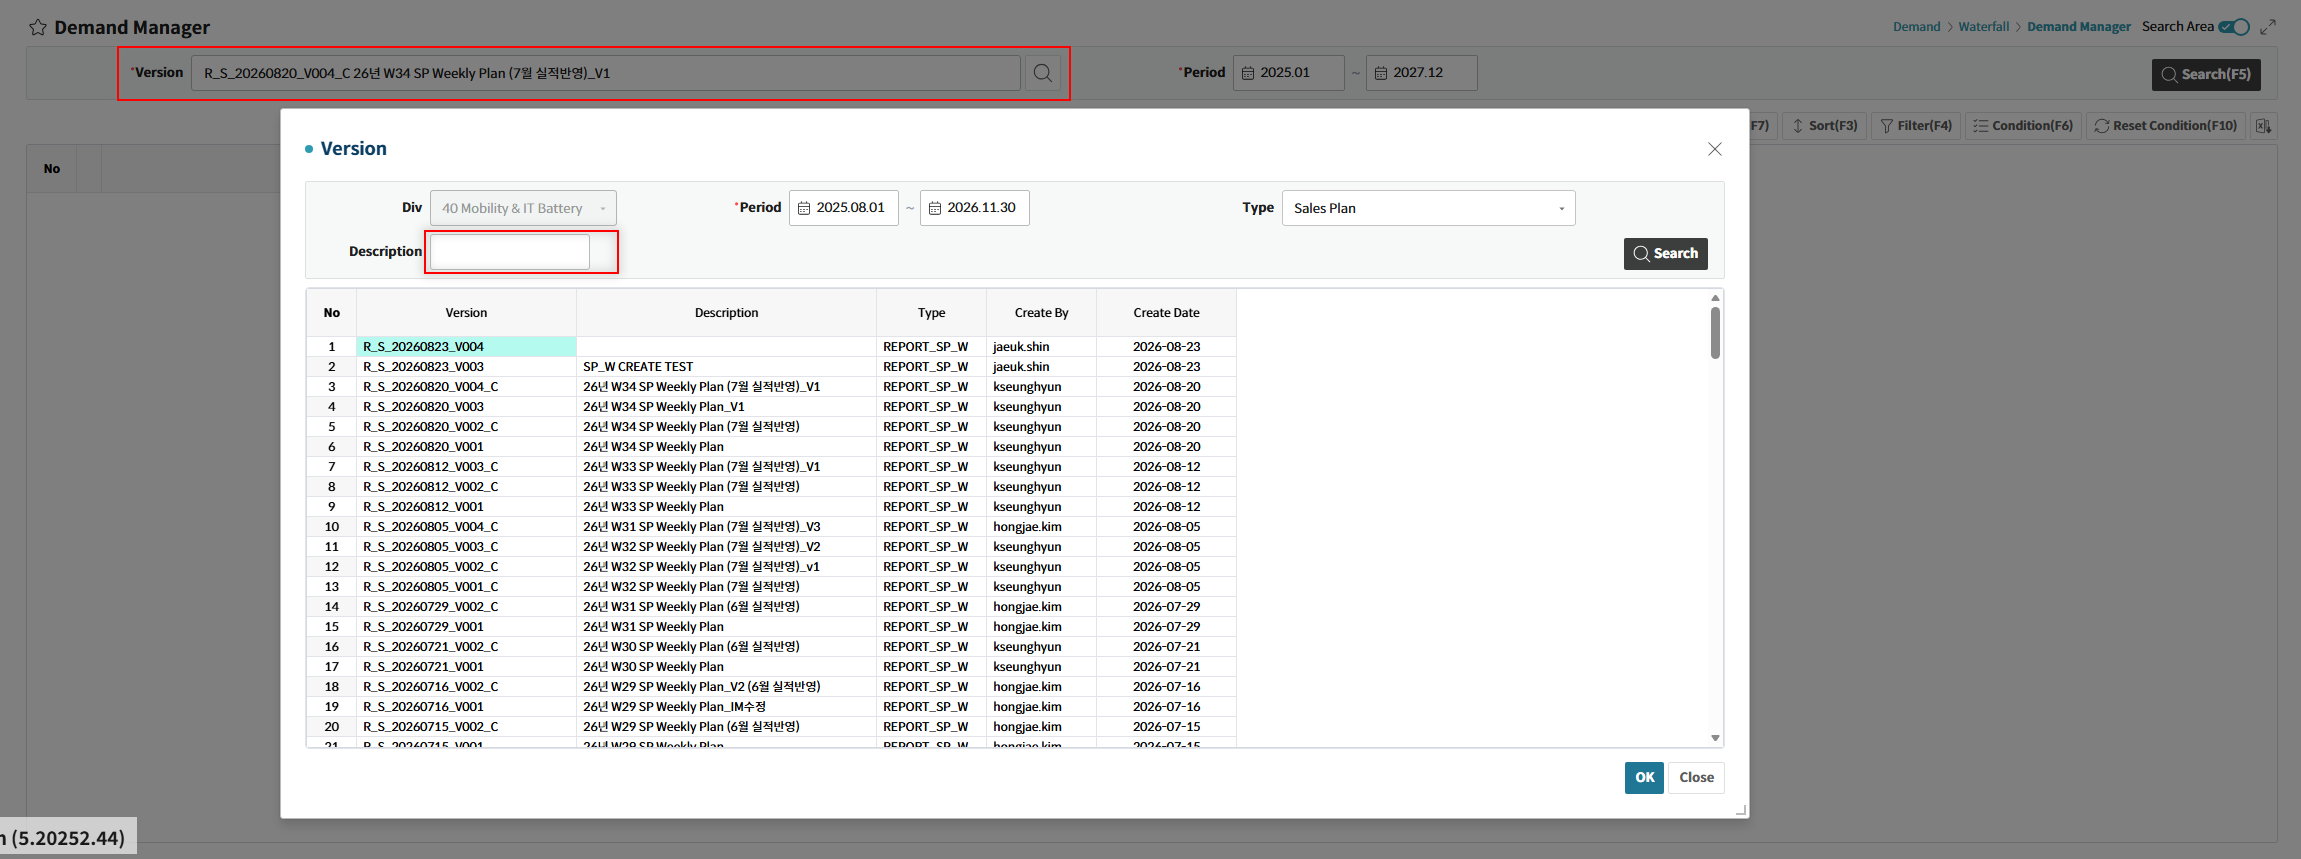 Demand Manager
Demand > Waterfall > Demand Manager Search Area
*Version R_S_20260820_V004_C 26년 W34 SP Weekly Plan (7월 실적반영)_V1 *Period 2025.01 ~ 2027.12 Search(F5)
F7) Sort(F3) Filter(F4) Condition(F6) Reset Condition(F10)
No
Version
Div 40 Mobility & IT Battery *Period 2025.08.01 ~ 2026.11.30 Type Sales Plan
Description Search
No Version Description Type Create By Create Date
1 R_S_20260823_V004 REPORT_SP_W jaeuk.shin 2026-08-23
2 R_S_20260823_V003 SP_W CREATE TEST REPORT_SP_W jaeuk.shin 2026-08-23
3 R_S_20260820_V004_C 26년 W34 SP Weekly Plan (7월 실적반영)_V1 REPORT_SP_W kseunghyun 2026-08-20
4 R_S_20260820_V003 26년 W34 SP Weekly Plan_V1 REPORT_SP_W kseunghyun 2026-08-20
5 R_S_20260820_V002_C 26년 W34 SP Weekly Plan (7월 실적반영) REPORT_SP_W kseunghyun 2026-08-20
6 R_S_20260820_V001 26년 W34 SP Weekly Plan REPORT_SP_W kseunghyun 2026-08-20
7 R_S_20260812_V003_C 26년 W33 SP Weekly Plan (7월 실적반영)_V1 REPORT_SP_W kseunghyun 2026-08-12
8 R_S_20260812_V002_C 26년 W33 SP Weekly Plan (7월 실적반영) REPORT_SP_W kseunghyun 2026-08-12
9 R_S_20260812_V001 26년 W33 SP Weekly Plan REPORT_SP_W kseunghyun 2026-08-12
10 R_S_20260805_V004_C 26년 W31 SP Weekly Plan (7월 실적반영)_V3 REPORT_SP_W hongjae.kim 2026-08-05
11 R_S_20260805_V003_C 26년 W32 SP Weekly Plan (7월 실적반영)_V2 REPORT_SP_W kseunghyun 2026-08-05
12 R_S_20260805_V002_C 26년 W32 SP Weekly Plan (7월 실적반영)_v1 REPORT_SP_W kseunghyun 2026-08-05
13 R_S_20260805_V001_C 26년 W32 SP Weekly Plan (7월 실적반영) REPORT_SP_W kseunghyun 2026-08-05
14 R_S_20260729_V002_C 26년 W31 SP Weekly Plan (6월 실적반영) REPORT_SP_W hongjae.kim 2026-07-29
15 R_S_20260729_V001 26년 W31 SP Weekly Plan REPORT_SP_W hongjae.kim 2026-07-29
16 R_S_20260721_V002_C 26년 W30 SP Weekly Plan (6월 실적반영) REPORT_SP_W kseunghyun 2026-07-21
17 R_S_20260721_V001 26년 W30 SP Weekly Plan REPORT_SP_W kseunghyun 2026-07-21
18 R_S_20260716_V002_C 26년 W29 SP Weekly Plan_V2 (6월 실적반영) REPORT_SP_W hongjae.kim 2026-07-16
19 R_S_20260716_V001 26년 W29 SP Weekly Plan_IM수정 REPORT_SP_W hongjae.kim 2026-07-16
20 R_S_20260715_V002_C 26년 W29 SP Weekly Plan (6월 실적반영) REPORT_SP_W hongjae.kim 2026-07-15
21 R_S_20260715_V001 26년 W29 SP Weekly Plan REPORT_SP_W hongjae.kim 2026-07-15
OK Close
n (5.20252.44)